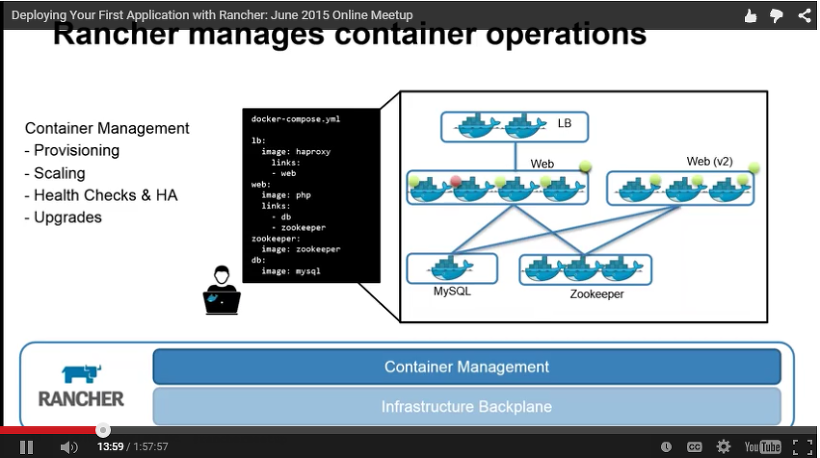 Deploying Your First Application with Rancher: June 2015 Online Meetup
Rancher manages container operations
Container Management
- Provisioning
- Scaling
- Health Checks & HA
- Upgrades
docker-compose.yml
lb:
image: haproxy
links:
- web
web:
image: php
links:
- db
- zookeeper
zookeeper:
image: zookeeper
db:
image: mysql
LB
Web
Web (v2)
MySQL
Zookeeper
RANCHER
Container Management
Infrastructure Backplane
13:59 / 1:57:57
CC
YouTube